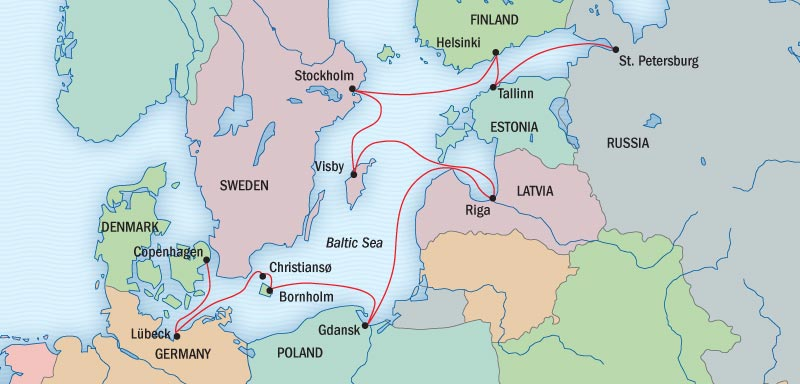 FINLAND
Helsinki
St. Petersburg
Stockholm
Tallinn
ESTONIA
RUSSIA
Visby
SWEDEN
LATVIA
Riga
DENMARK
Baltic Sea
Copenhagen
Christiansø
Bornholm
Lübeck
Gdansk
GERMANY
POLAND